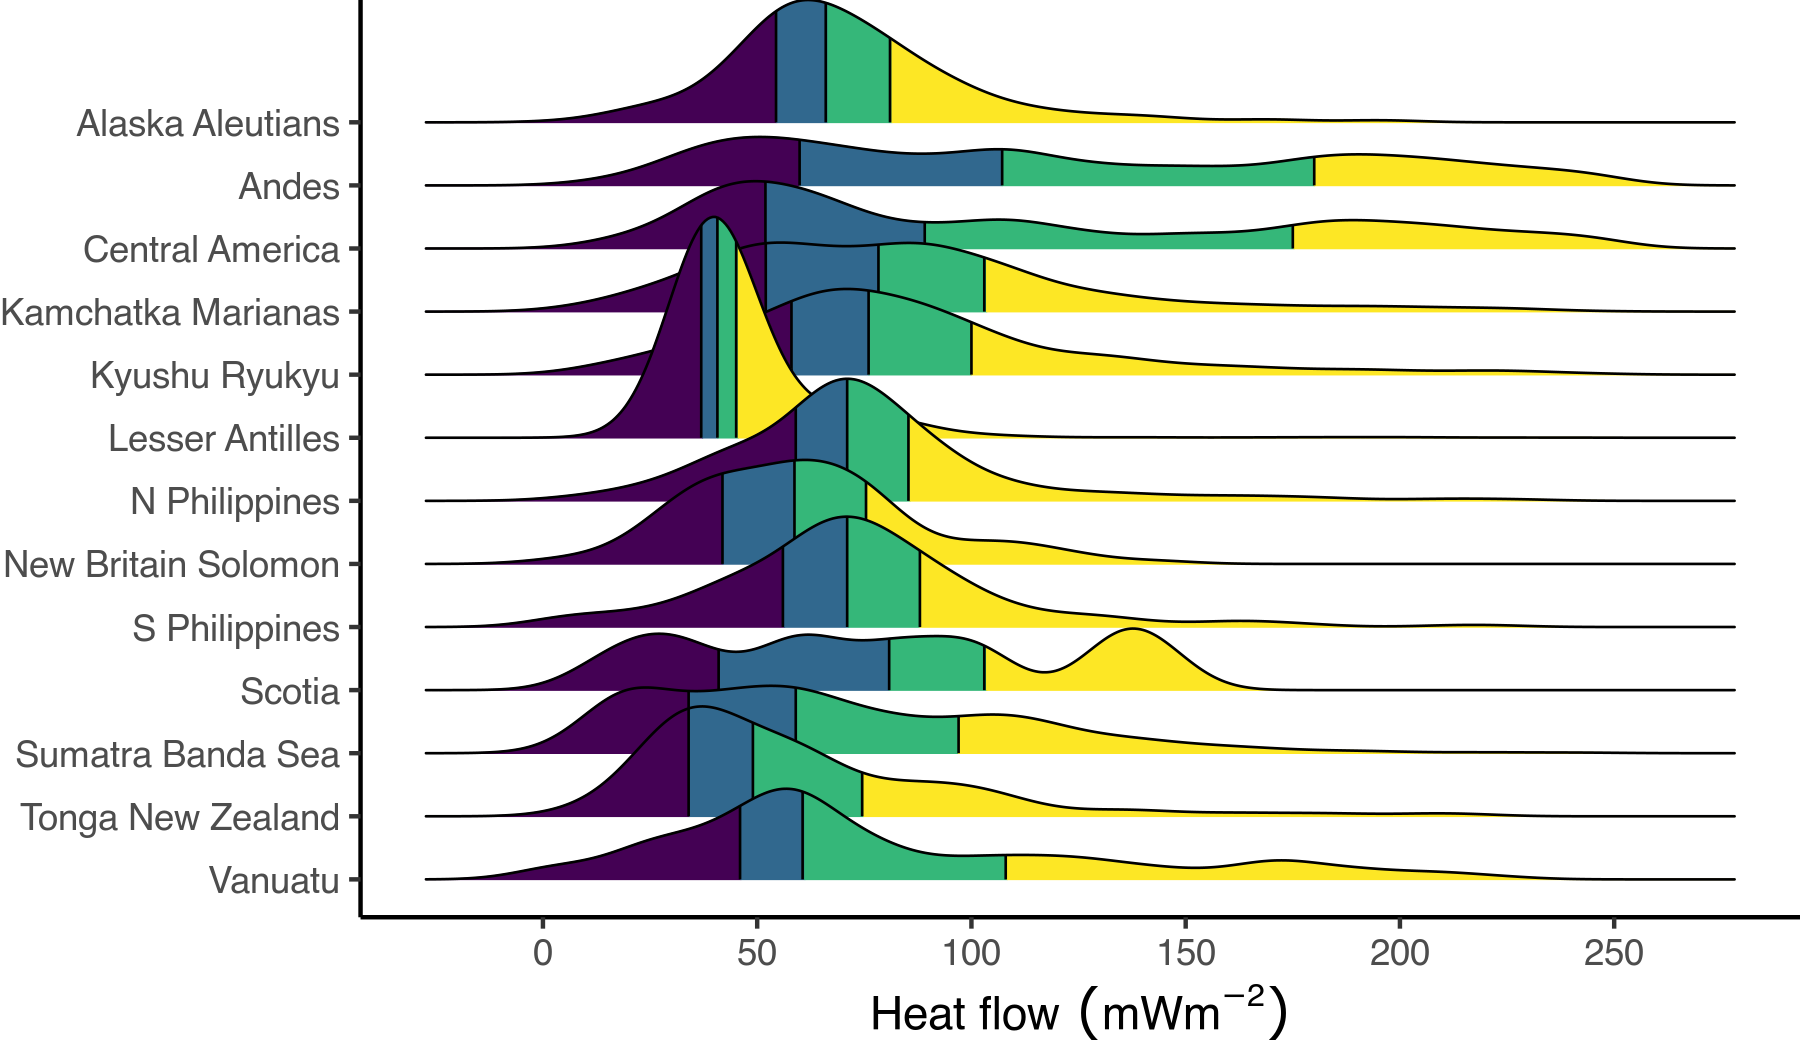 Alaska Aleutians
Andes
Central America
Kamchatka Marianas
Kyushu Ryukyu
Lesser Antilles
N Philippines
New Britain Solomon
S Philippines
Scotia
Sumatra Banda Sea
Tonga New Zealand
Vanuatu
0 50 100 150 200 250
Heat flow (mWm−2)